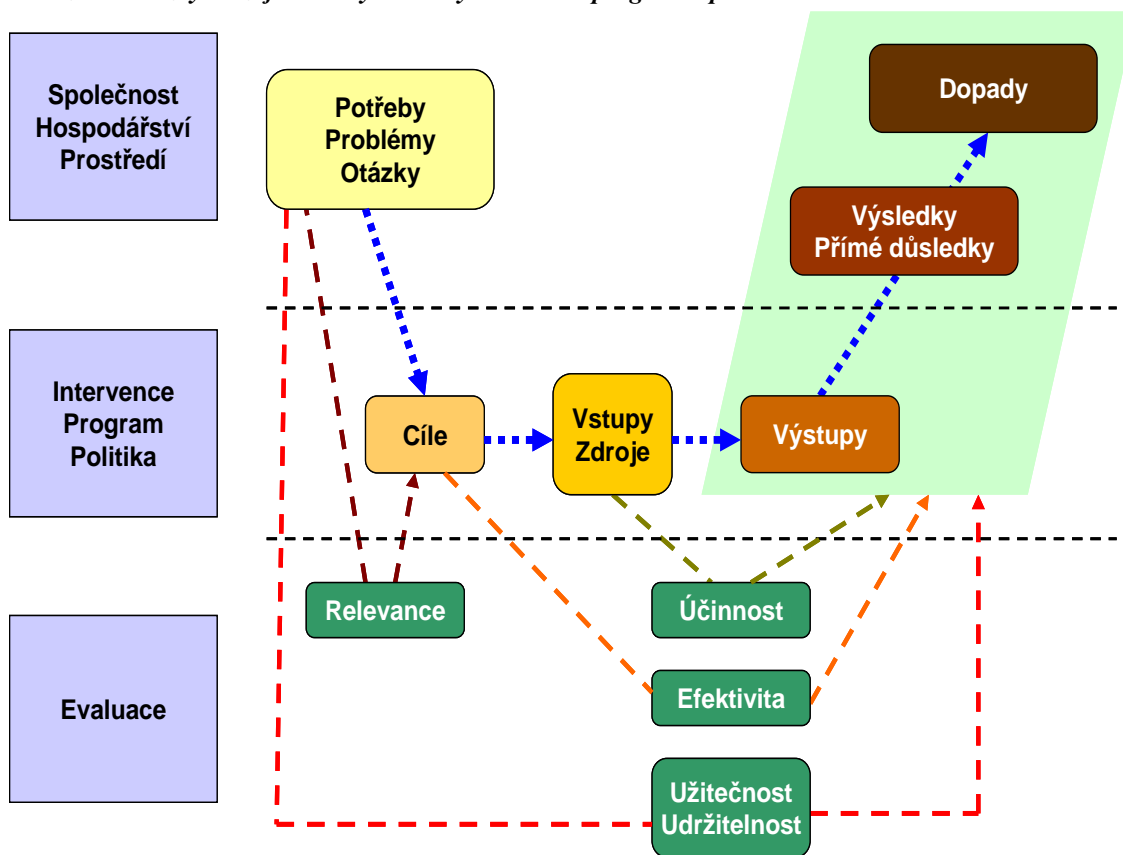 Společnost
Hospodářství
Prostředí
Potřeby
Problémy
Otázky
Dopady
Výsledky
Přímé důsledky
Intervence
Program
Politika
Cíle
Vstupy
Zdroje
Výstupy
Evaluace
Relevance
Účinnost
Efektivita
Užitečnost
Udržitelnost